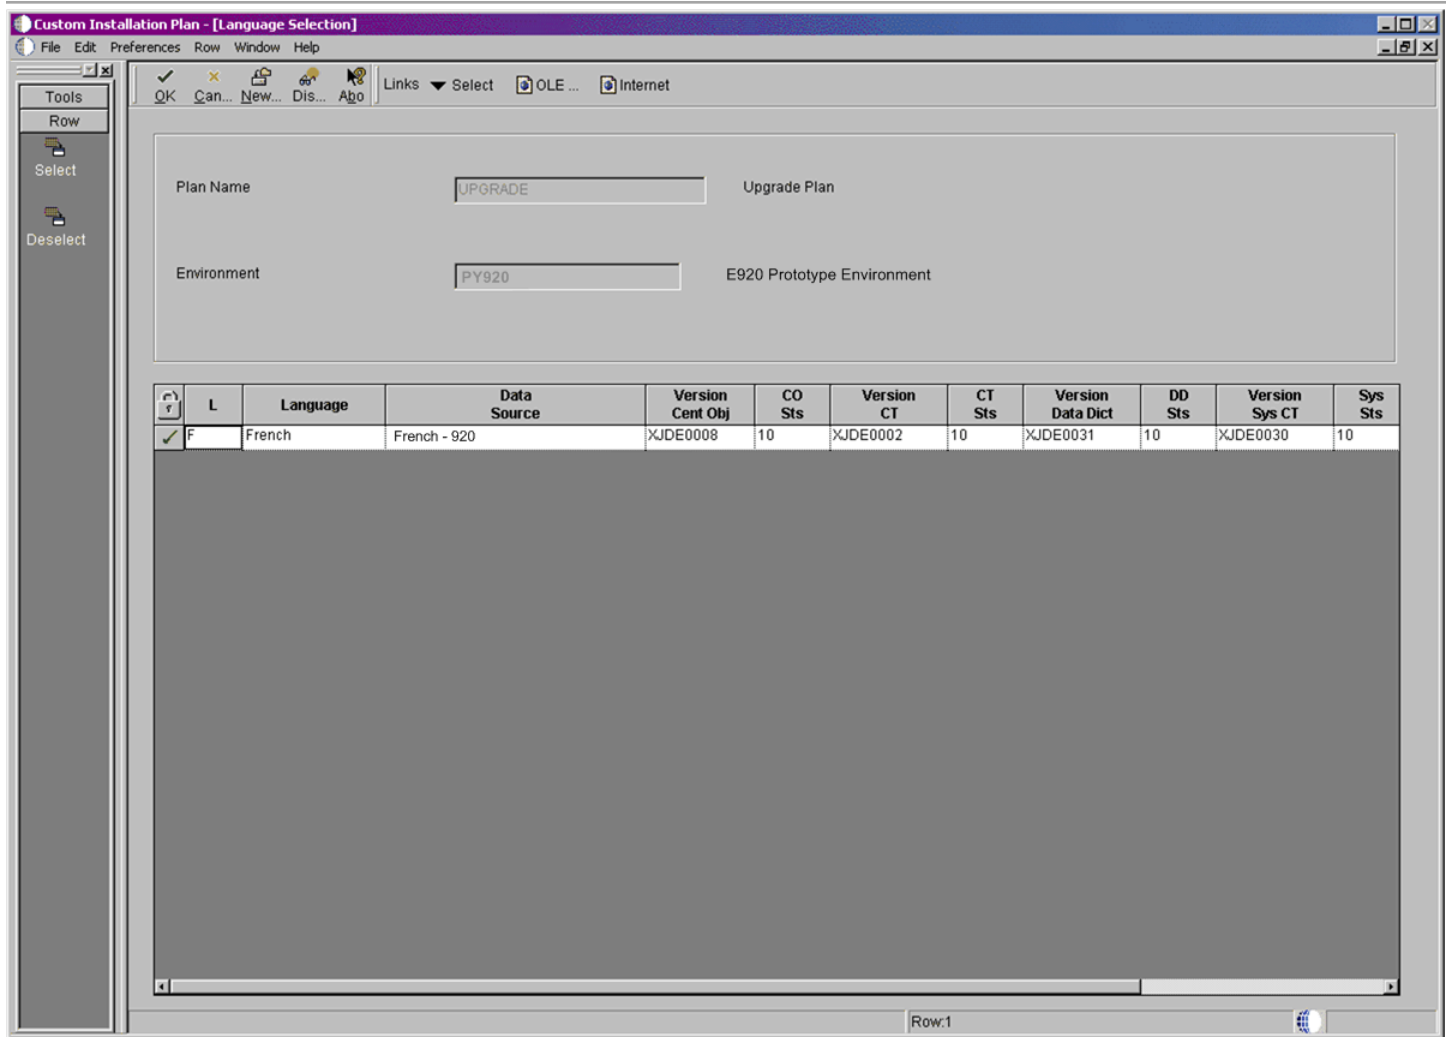 Custom Installation Plan - [Language Selection]
File Edit Preferences Row Window Help
Tools
Row
Select
Deselect
OK Can... New... Dis... Abo Links Select OLE ... Internet
Plan Name UPGRADE Upgrade Plan
Environment PY920 E920 Prototype Environment
L Language Data Source Version Cent Obj CO Sts Version CT CT Sts Version Data Dict DD Sts Version Sys CT Sys Sts
F French French - 920 XJDE0008 10 XJDE0002 10 XJDE0031 10 XJDE0030 10
Row:1